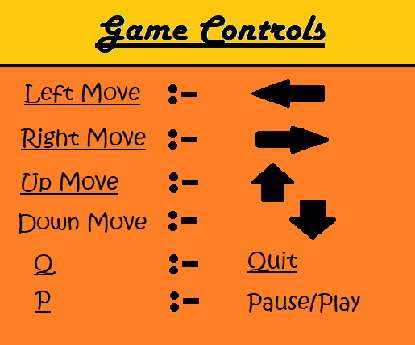 Game Controls
Left Move :-
Right Move :-
Up Move :-
Down Move :-
Q :- Quit
P :- Pause/Play